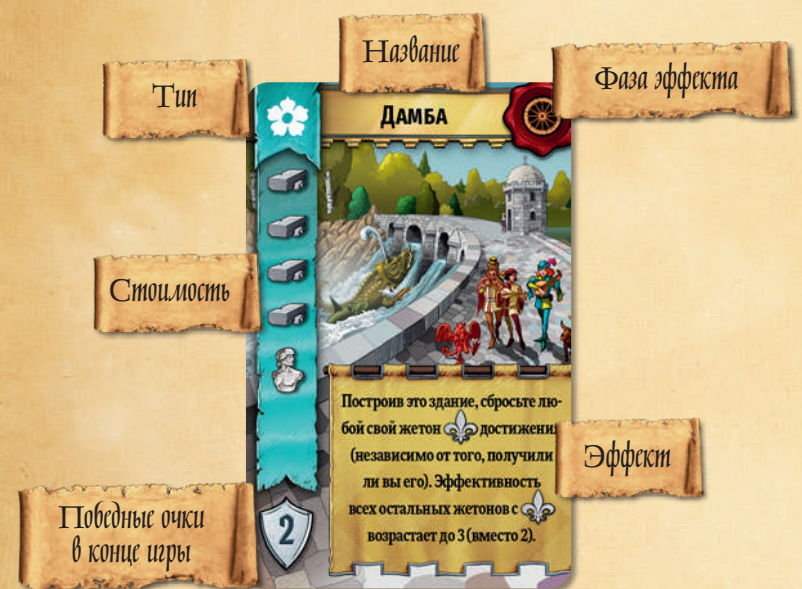 Название
Тип
Фаза эффекта
Дамба
Стоимость
Построив это здание, сбросьте лю-
бой свой жетон достижени
(независимо от того, получили
ли вы его). Эффективность
всех остальных жетонов с
возрастает до 3 (вместо 2).
Эффект
Победные очки
в конце игры
2